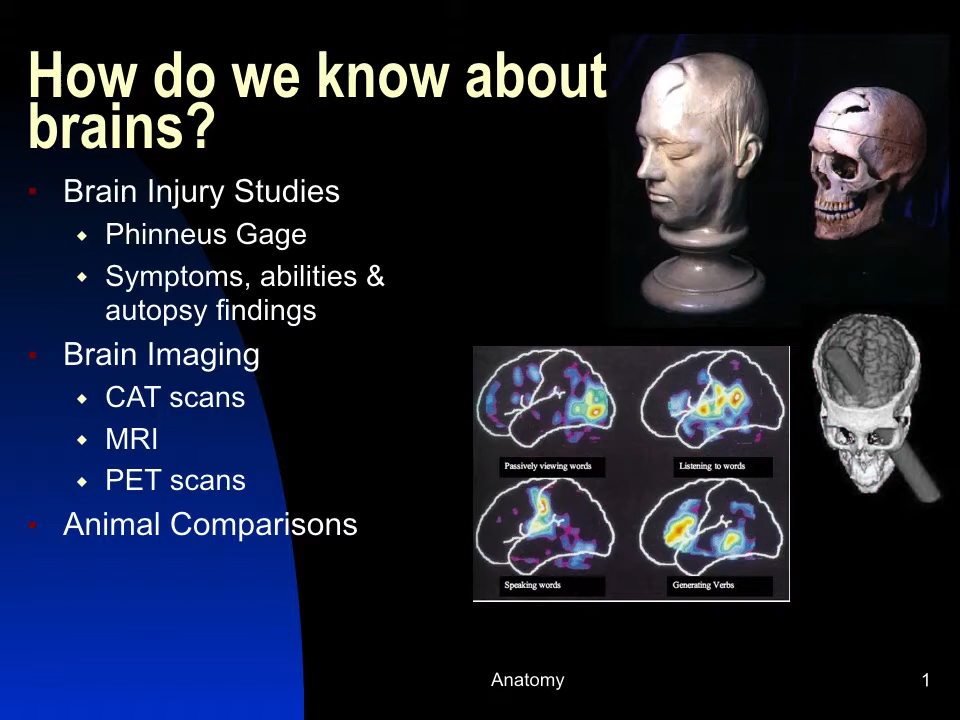 How do we know about
brains?
Brain Injury Studies
Phinneus Gage
Symptoms, abilities &
autopsy findings
Brain Imaging
CAT scans
MRI
PET scans
Animal Comparisons
Passively viewing words
Listening to words
Speaking words
Generating Verbs
Anatomy
1